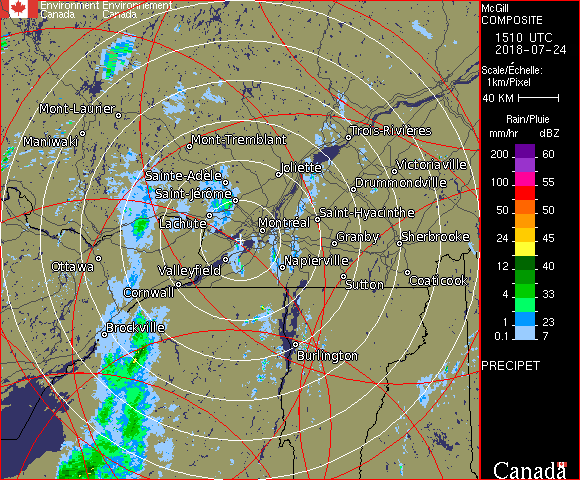 Environment Environnement
Canada Canada
McGill
COMPOSITE
1510 UTC
2018-07-24
Scale/Échelle:
1km/Pixel
40 KM
Rain/Pluie
mm/hr dBZ
200 60
100 55
50 50
24 45
12 40
4 33
1 23
0.1 7
PRECIPET
Canada
Mont-Laurier
Maniwaki
Mont-Tremblant
Trois-Rivières
Joliette
Victoriaville
Sainte-Adèle
Drummondville
Saint-Jérôme
Saint-Hyacinthe
Lachute
Montréal
Granby
Sherbrooke
Ottawa
Valleyfield
Napierville
Sutton
Coaticook
Cornwall
Brockville
Burlington